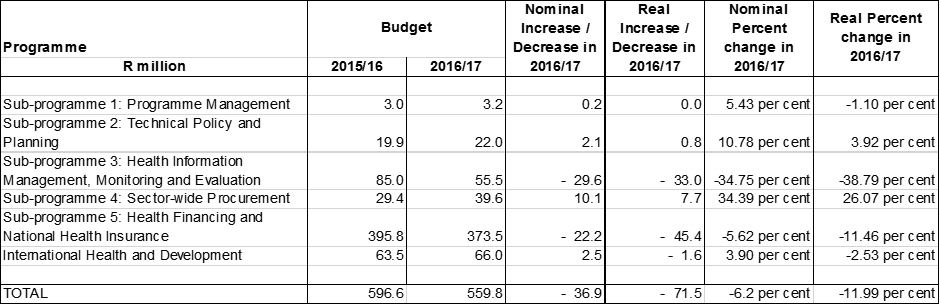 Programme Budget Nominal Increase / Decrease in 2016/17 Real Increase / Decrease in 2016/17 Nominal Percent change in 2016/17 Real Percent change in 2016/17
R million 2015/16 2016/17
Sub-programme 1: Programme Management 3.0 3.2 0.2 0.0 5.43 per cent -1.10 per cent
Sub-programme 2: Technical Policy and
Planning 19.9 22.0 2.1 0.8 10.78 per cent 3.92 per cent
Sub-programme 3: Health Information
Management, Monitoring and Evaluation 85.0 55.5 - 29.6 - 33.0 -34.75 per cent -38.79 per cent
Sub-programme 4: Sector-wide Procurement 29.4 39.6 10.1 7.7 34.39 per cent 26.07 per cent
Sub-programme 5: Health Financing and
National Health Insurance 395.8 373.5 - 22.2 - 45.4 -5.62 per cent -11.46 per cent
International Health and Development 63.5 66.0 2.5 - 1.6 3.90 per cent -2.53 per cent
TOTAL 596.6 559.8 - 36.9 - 71.5 -6.2 per cent -11.99 per cent